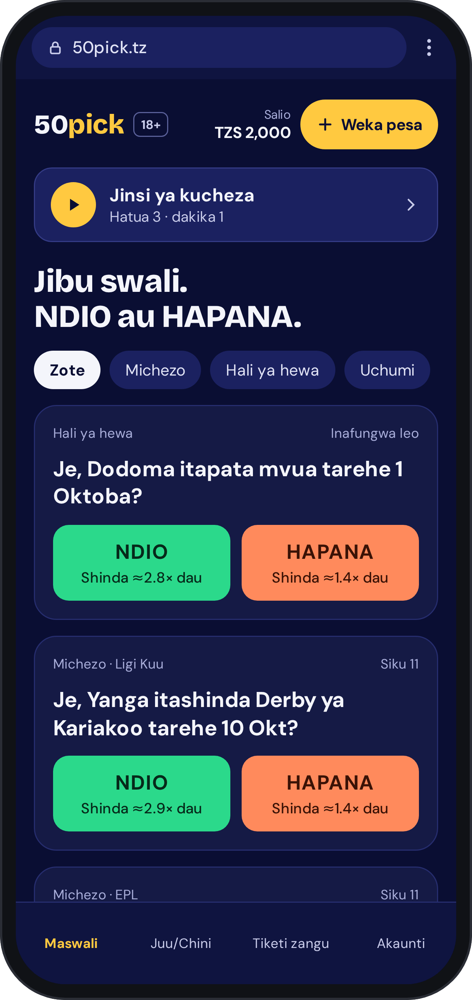 50pick.tz
50pick 18+
Salio
TZS 2,000
+ Weka pesa
Jinsi ya kucheza
Hatua 3 · dakika 1
Jibu swali.
NDIO au HAPANA.
Zote Michezo Hali ya hewa Uchumi
Hali ya hewa Inafungwa leo
Je, Dodoma itapata mvua tarehe 1
Oktoba?
NDIO
Shinda ≈2.8× dau
HAPANA
Shinda ≈1.4× dau
Michezo · Ligi Kuu Siku 11
Je, Yanga itashinda Derby ya
Kariakoo tarehe 10 Okt?
NDIO
Shinda ≈2.9× dau
HAPANA
Shinda ≈1.4× dau
Michezo · EPL Siku 11
Maswali Juu/Chini Tiketi zangu Akaunti